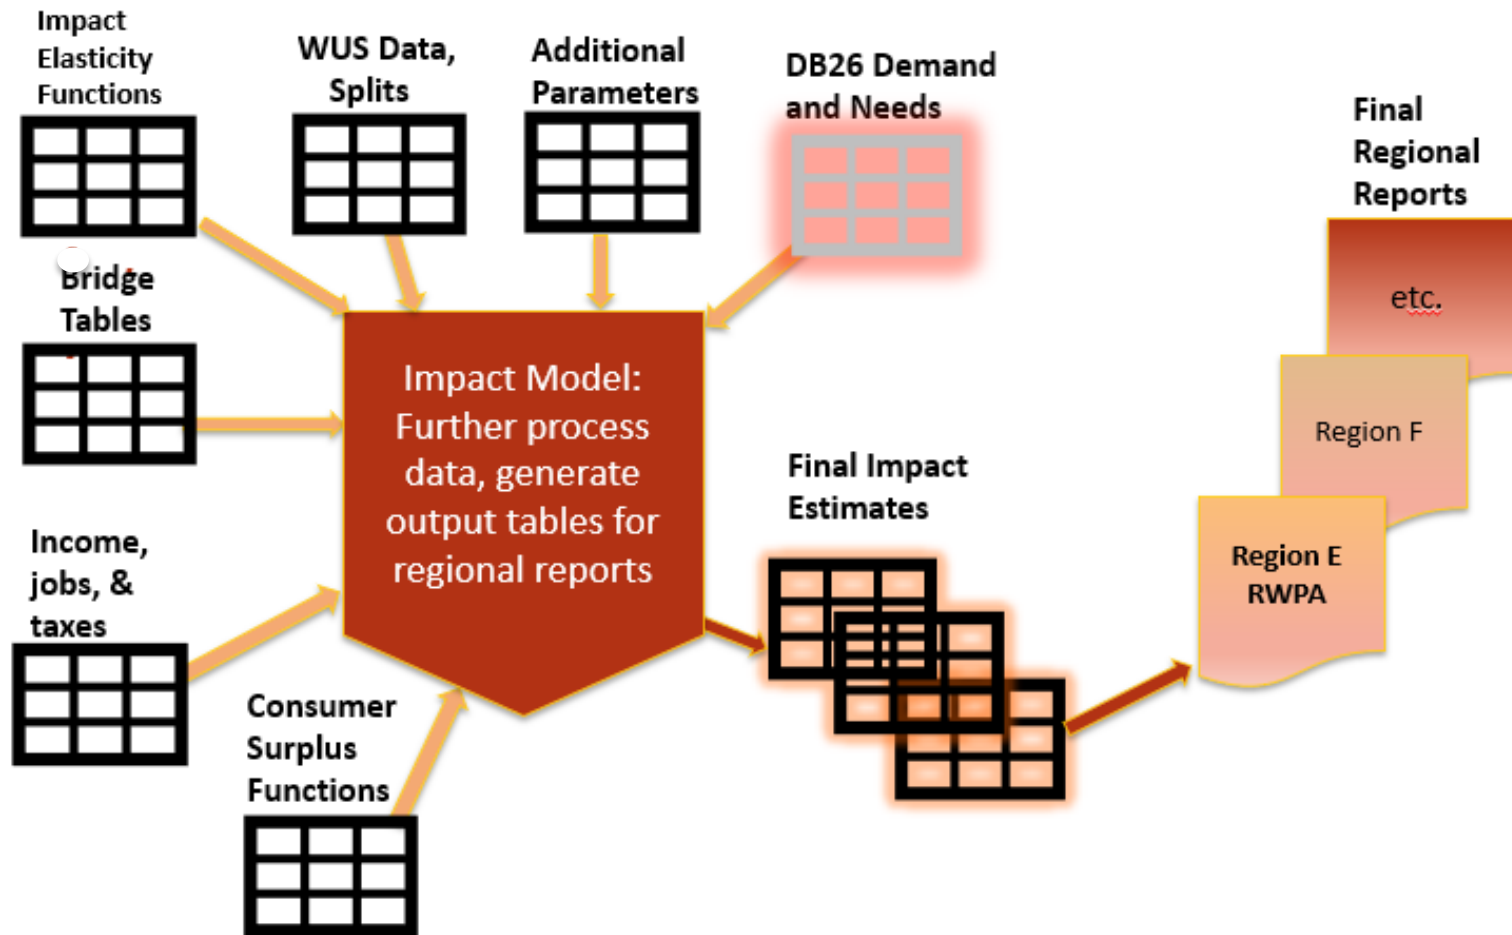 Impact
Elasticity
Functions
WUS Data,
Splits
Additional
Parameters
DB26 Demand
and Needs
Final
Regional
Reports
Bridge
Tables
Impact Model:
Further process
data, generate
output tables for
regional reports
etc.
Region F
Region E
RWPA
Final Impact
Estimates
Income,
jobs, &
taxes
Consumer
Surplus
Functions